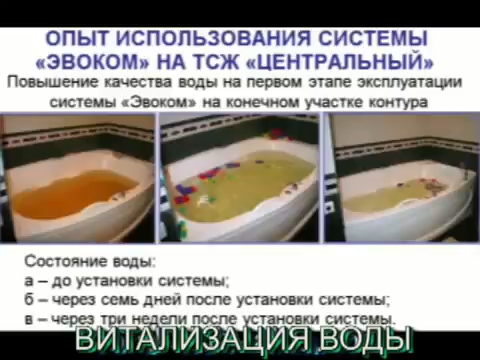 ОПЫТ ИСПОЛЬЗОВАНИЯ СИСТЕМЫ
«ЭВОКОМ» НА ТСЖ «ЦЕНТРАЛЬНЫЙ»
Повышение качества воды на первом этапе эксплуатации
системы «Эвоком» на конечном участке контура
Состояние воды:
а – до установки системы;
б – через семь дней после установки системы;
в – через три недели после установки системы.
ВИТАЛИЗАЦИЯ ВОДЫ